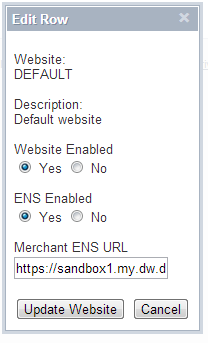 Edit Row
Website:
DEFAULT
Description:
Default website
Website Enabled
Yes No
ENS Enabled
Yes No
Merchant ENS URL
https://sandbox1.my.dw.d
Update Website Cancel